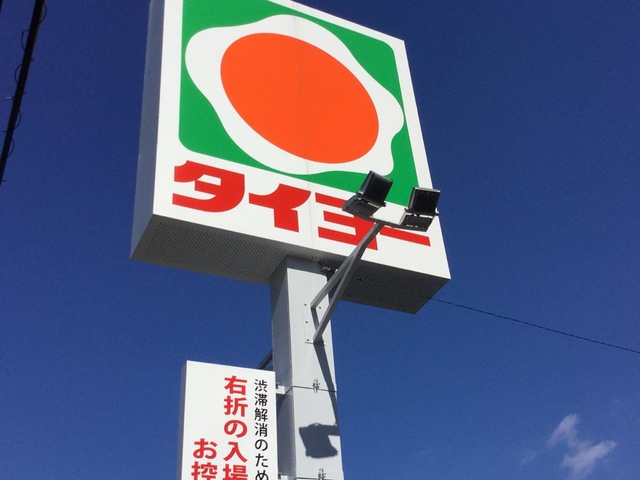 タイヨー
渋滞解消のため
右折の入場
お控